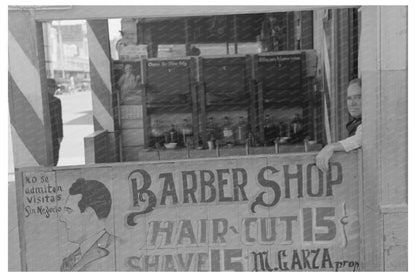 No se
admitan
visitas
Sin Negocio
BARBER SHOP
HAIR-CUT 15¢
SHAVE 15
M. GARZA, prop.